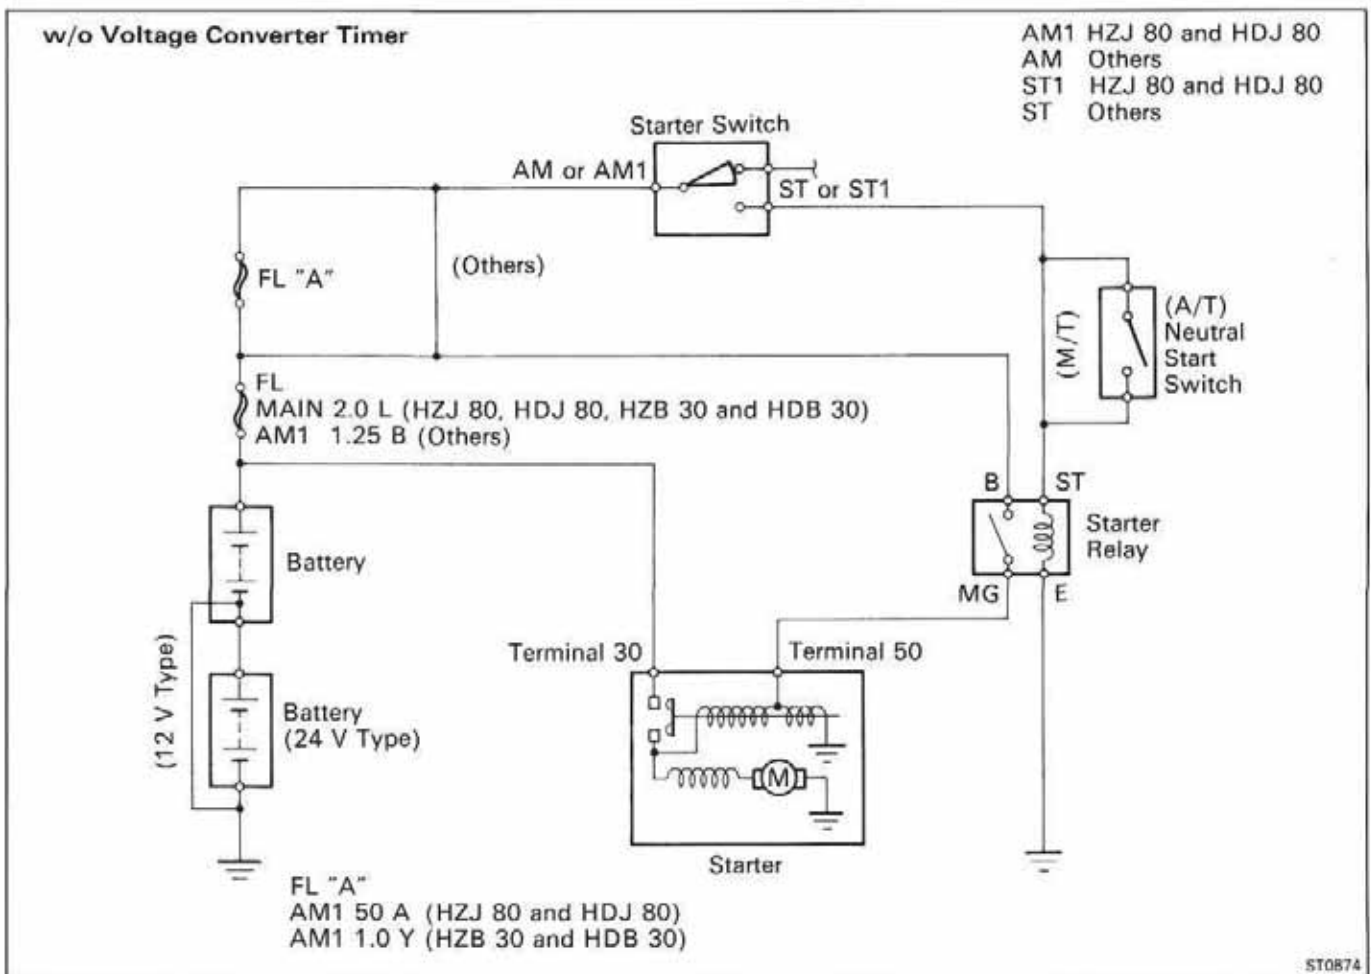 w/o Voltage Converter Timer
AM1 HZJ 80 and HDJ 80
AM Others
ST1 HZJ 80 and HDJ 80
ST Others
Starter Switch
AM or AM1
ST or ST1
FL "A"
(Others)
(M/T)
(A/T)
Neutral
Start
Switch
FL
MAIN 2.0 L (HZJ 80, HDJ 80, HZB 30 and HDB 30)
AM1 1.25 B (Others)
B
ST
Starter
Relay
MG
E
Battery
(12 V Type)
Battery
(24 V Type)
Terminal 30
Terminal 50
M
Starter
FL "A"
AM1 50 A (HZJ 80 and HDJ 80)
AM1 1.0 Y (HZB 30 and HDB 30)
ST0874